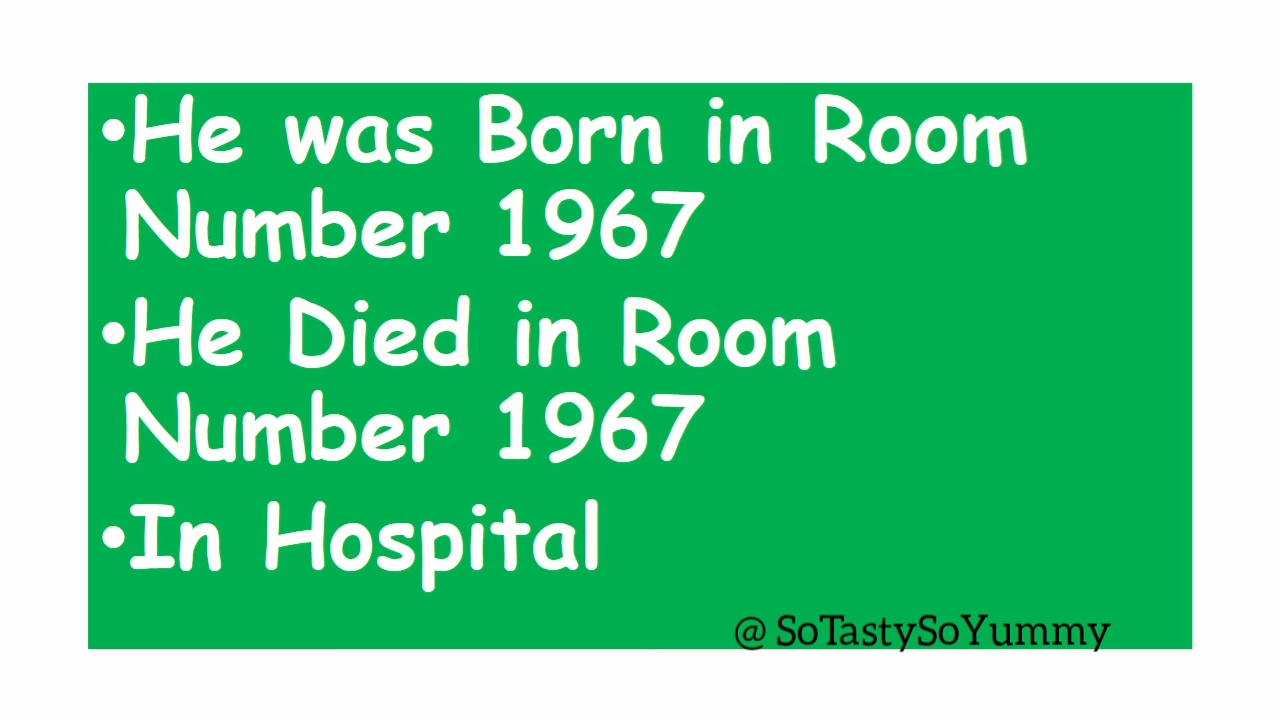 •He was Born in Room
Number 1967
•He Died in Room
Number 1967
•In Hospital
@ SoTastySoYummy